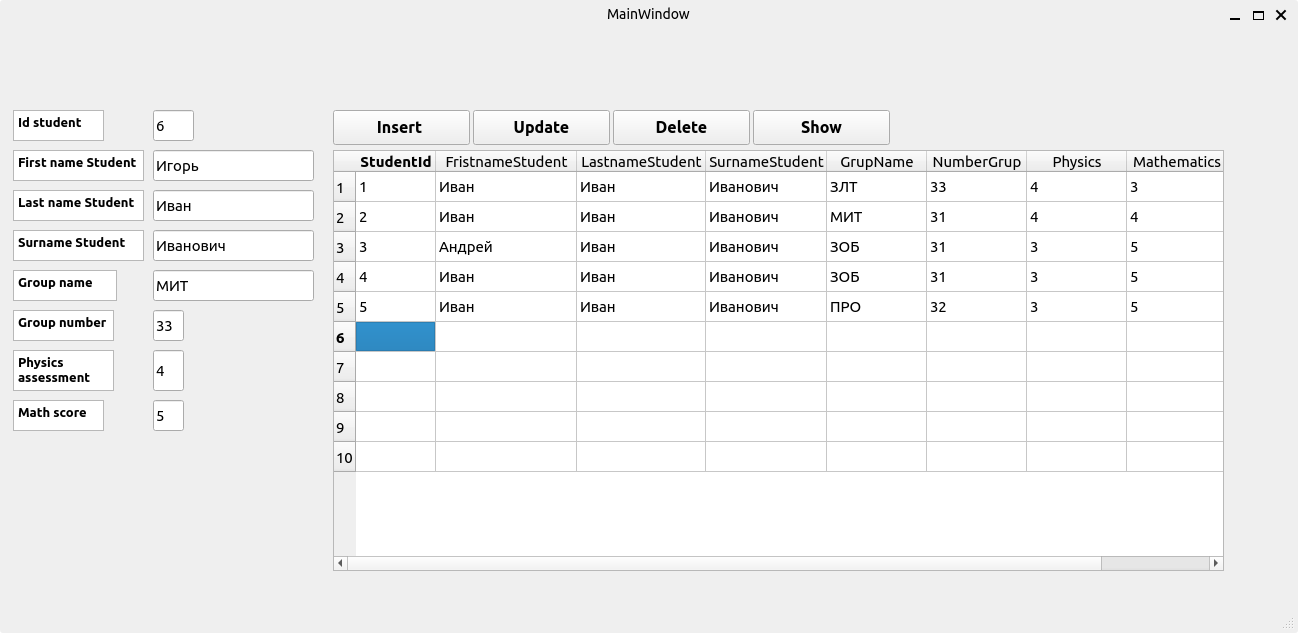 MainWindow
Id student 6
First name Student Игорь
Last name Student Иван
Surname Student Иванович
Group name МИТ
Group number 33
Physics
assessment 4
Math score 5
Insert Update Delete Show
StudentId FristnameStudent LastnameStudent SurnameStudent GrupName NumberGrup Physics Mathematics
1 1 Иван Иван Иванович ЗЛТ 33 4 3
2 2 Иван Иван Иванович МИТ 31 4 4
3 3 Андрей Иван Иванович ЗОБ 31 3 5
4 4 Иван Иван Иванович ЗОБ 31 3 5
5 5 Иван Иван Иванович ПРО 32 3 5
6
7
8
9
10